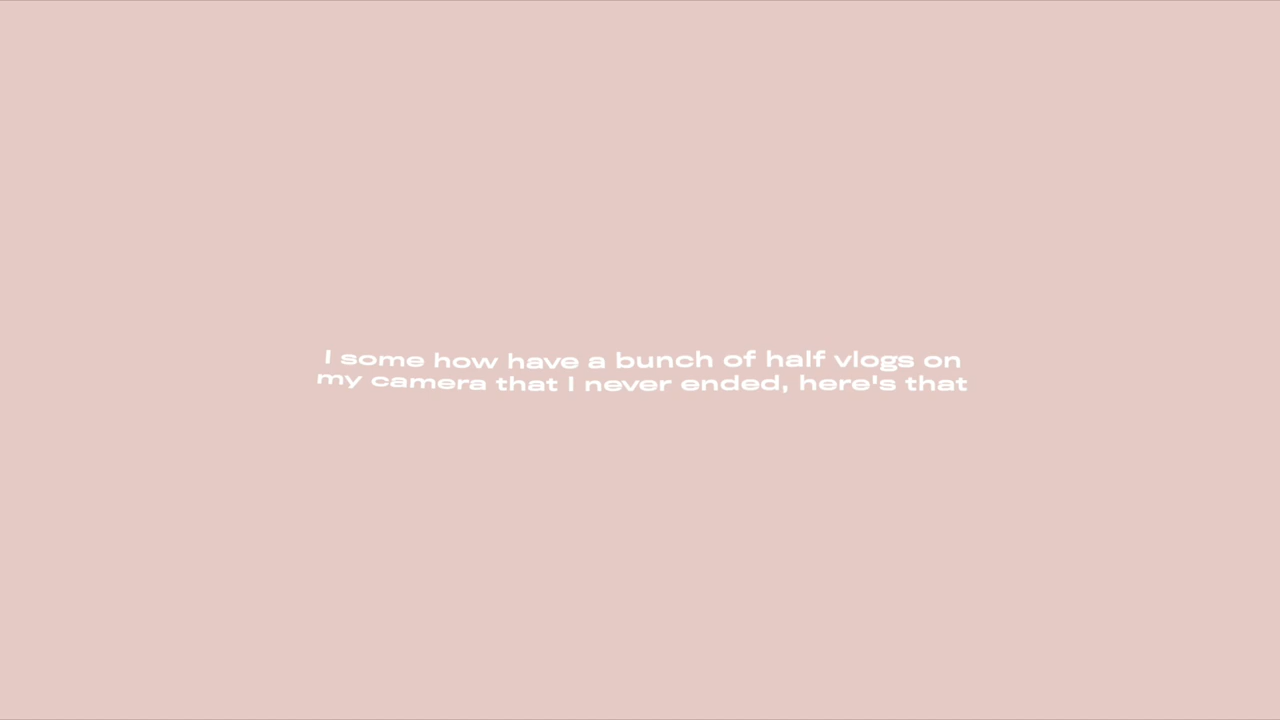 I some how have a bunch of half vlogs on
my camera that I never ended, here's that